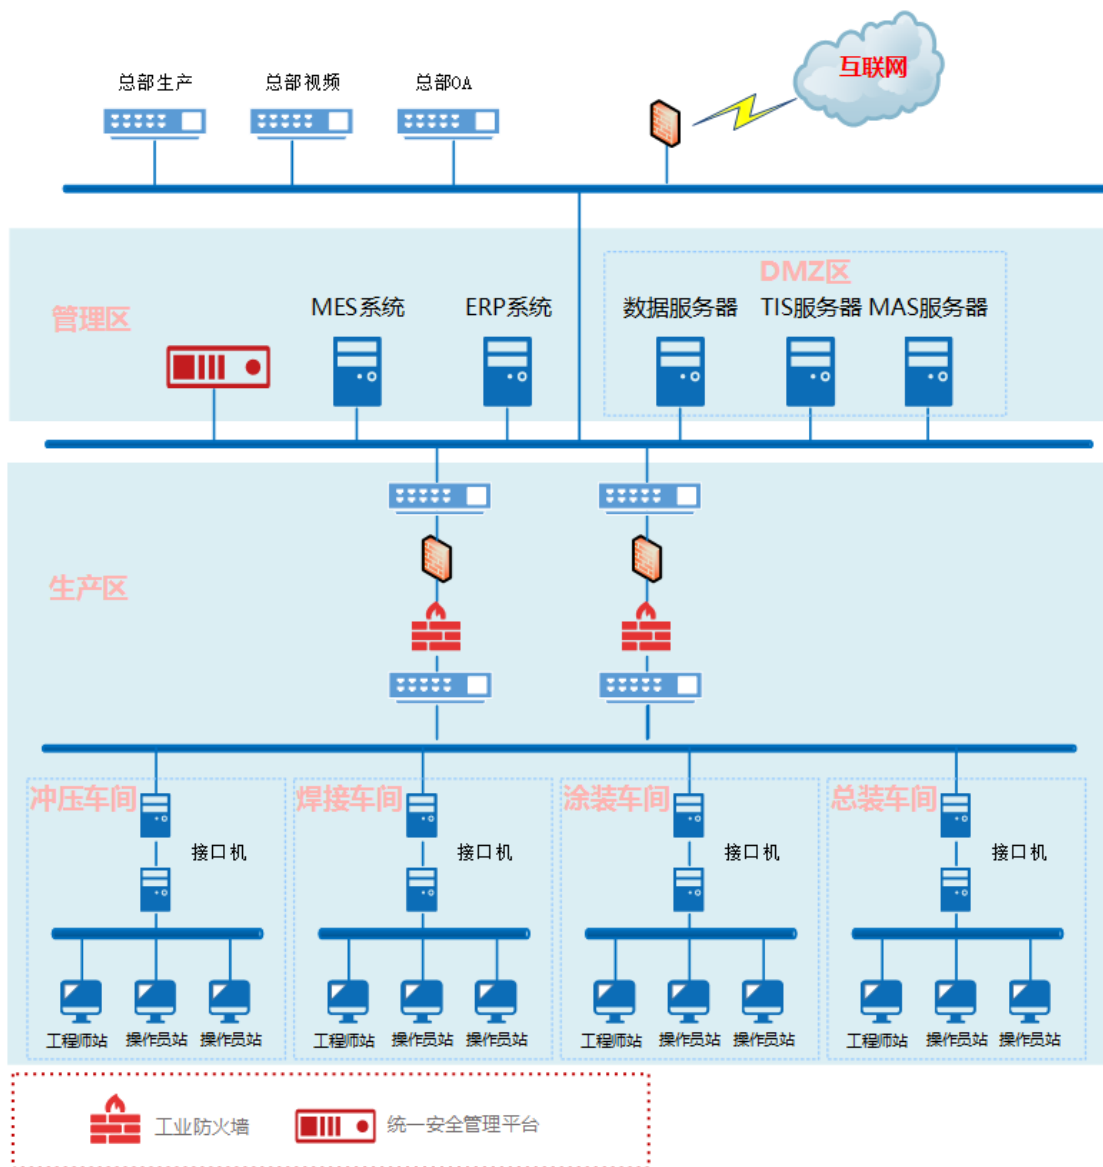 互联网
总部生产 总部视频 总部OA
DMZ区
管理区 MES系统 ERP系统 数据服务器 TIS服务器 MAS服务器
生产区
冲压车间 焊接车间 涂装车间 总装车间
接口机 接口机 接口机 接口机
工程师站 操作员站 操作员站 工程师站 操作员站 操作员站 工程师站 操作员站 操作员站 工程师站 操作员站 操作员站
工业防火墙 统一安全管理平台